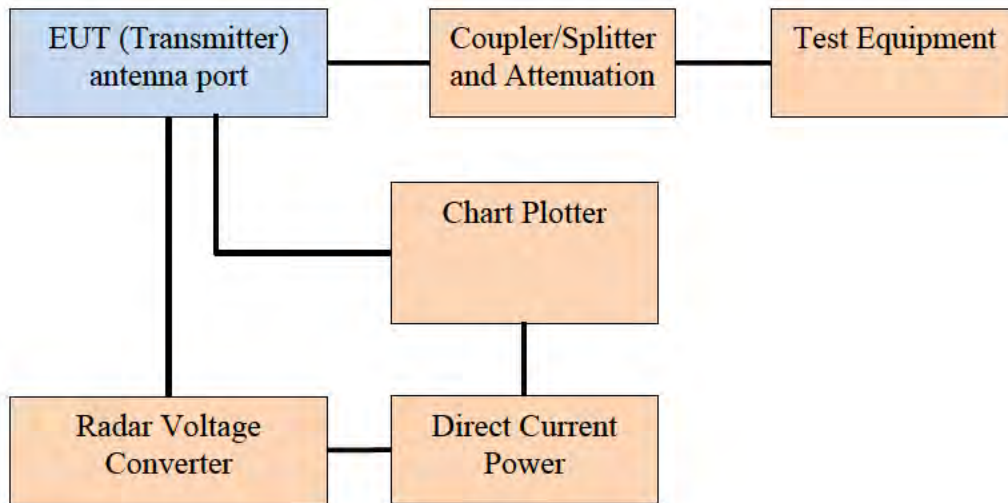 EUT (Transmitter)
antenna port
Coupler/Splitter
and Attenuation
Test Equipment
Chart Plotter
Radar Voltage
Converter
Direct Current
Power